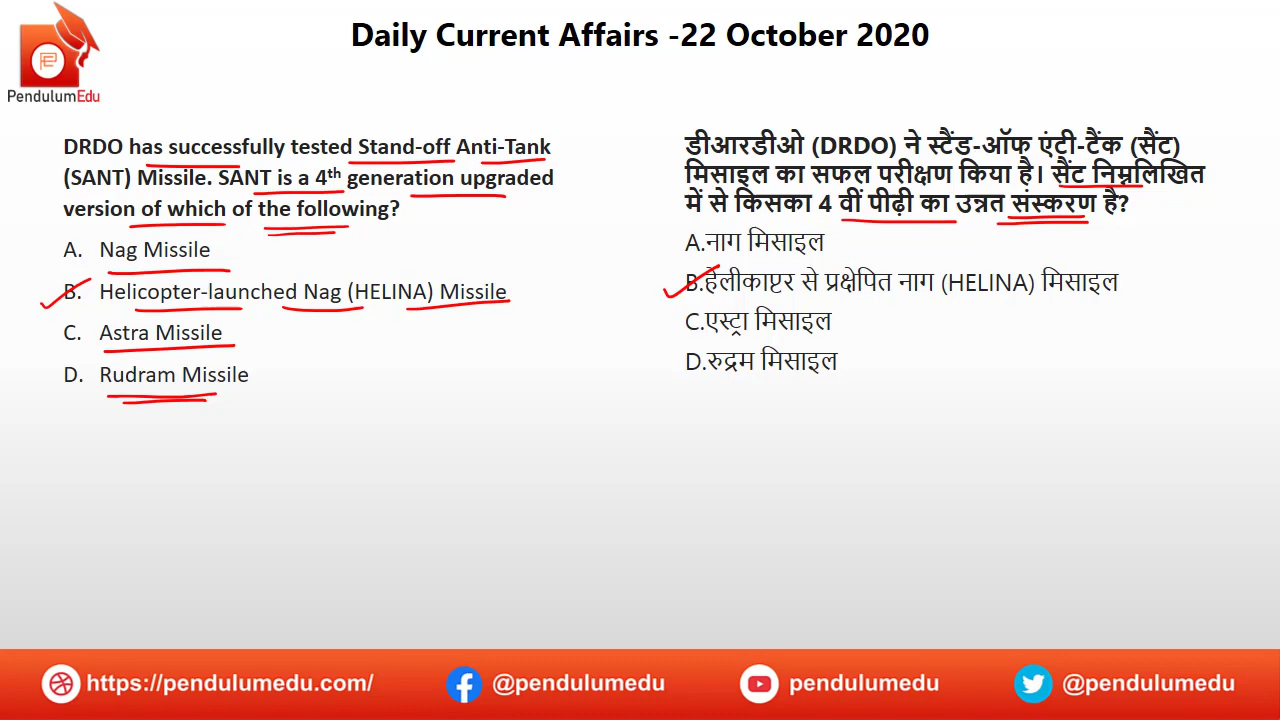 Daily Current Affairs -22 October 2020
PendulumEdu
DRDO has successfully tested Stand-off Anti-Tank
(SANT) Missile. SANT is a 4th generation upgraded
version of which of the following?
A. Nag Missile
B. Helicopter-launched Nag (HELINA) Missile
C. Astra Missile
D. Rudram Missile
डीआरडीओ (DRDO) ने स्टैंड-ऑफ एंटी-टैंक (सैंट)
मिसाइल का सफल परीक्षण किया है। सैंट निम्नलिखित
में से किसका 4 वीं पीढ़ी का उन्नत संस्करण है?
A.नाग मिसाइल
B.हेलीकाप्टर से प्रक्षेपित नाग (HELINA) मिसाइल
C.एस्ट्रा मिसाइल
D.रुद्रम मिसाइल
https://pendulumedu.com/ @pendulumedu pendulumedu @pendulumedu